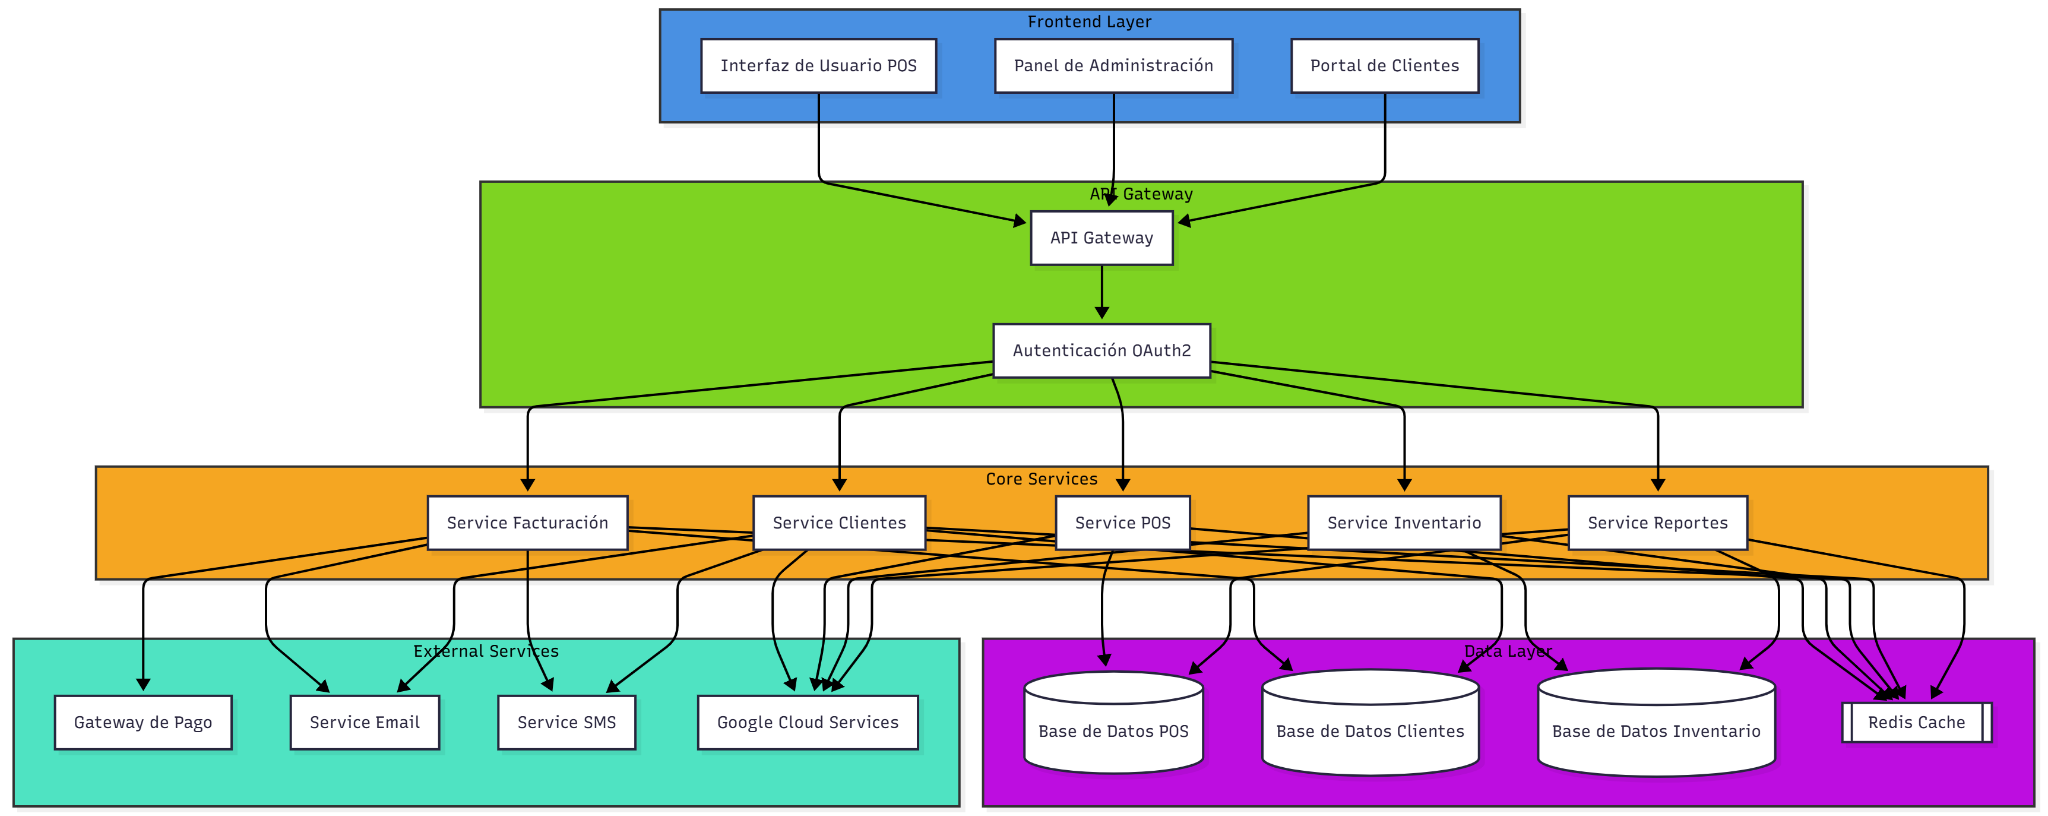 Frontend Layer
Interfaz de Usuario POS
Panel de Administración
Portal de Clientes
API Gateway
API Gateway
Autenticación OAuth2
Core Services
Service Facturación
Service Clientes
Service POS
Service Inventario
Service Reportes
External Services
Data Layer
Gateway de Pago
Service Email
Service SMS
Google Cloud Services
Base de Datos POS
Base de Datos Clientes
Base de Datos Inventario
Redis Cache